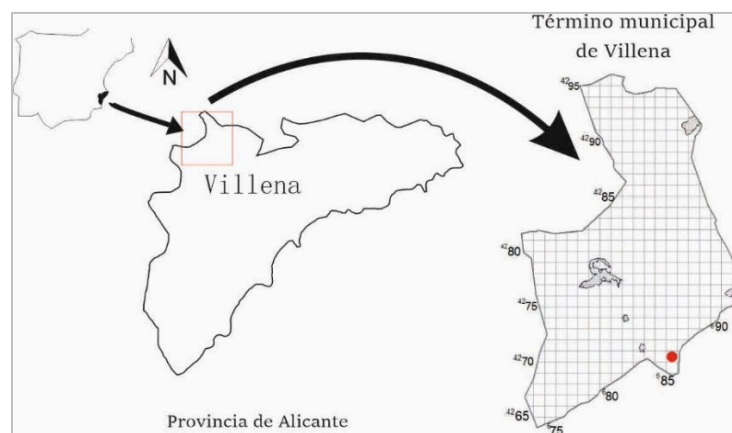 Término municipal
de Villena
N
Villena
Provincia de Alicante
4295
4290
4285
4280
4275
4270
4265
675
680
685
690